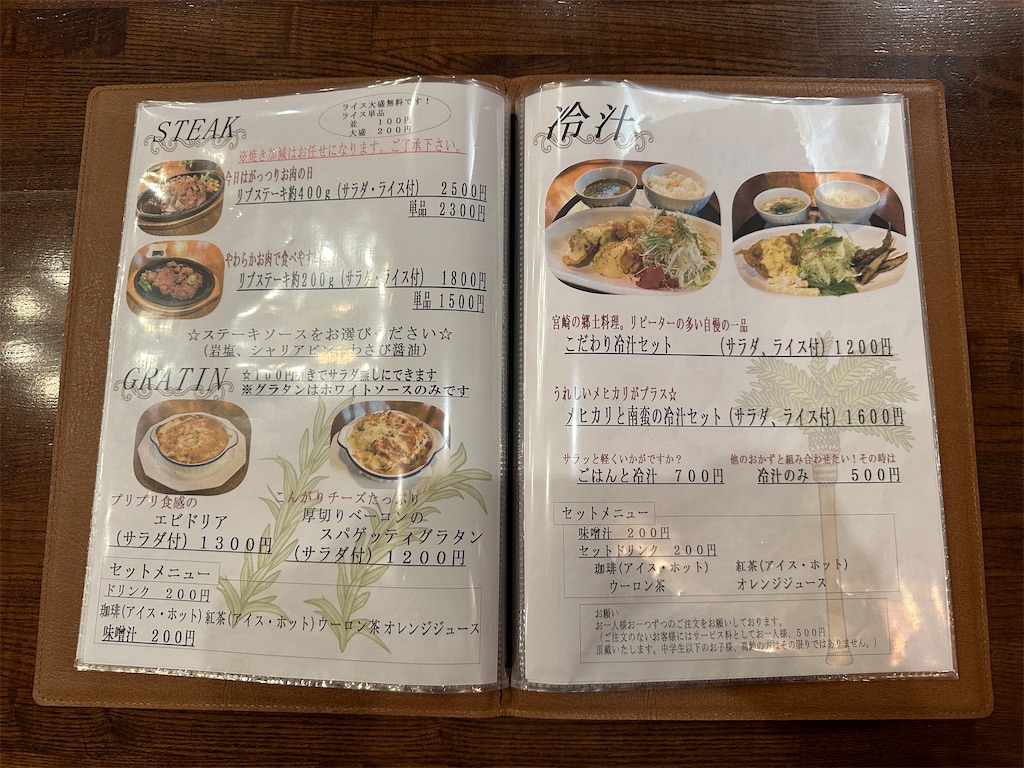 STEAK
ライス大盛無料です！
ライス単品
並 100円
大盛 200円
※焼き加減はお任せになります。ご了承下さい。
今日はがっつりお肉の日
リブステーキ約400g（サラダ・ライス付） 2500円
単品 2300円
やわらかお肉で食べやす
リブステーキ約200g（サラダ・ライス付） 1800円
単品 1500円
☆ステーキソースをお選びください☆
（岩塩、シャリアピン、わさび醤油）
GRATIN
☆100円引きでサラダ無しにできます
※グラタンはホワイトソースのみです
プリプリ食感の
エビドリア
（サラダ付）1300円
こんがりチーズたっぷり
厚切りベーコンの
スパゲッティグラタン
（サラダ付）1200円
セットメニュー
ドリンク 200円
珈琲（アイス・ホット）紅茶（アイス・ホット）ウーロン茶 オレンジジュース
味噌汁 200円
冷汁
宮崎の郷土料理。リピーターの多い自慢の一品
こだわり冷汁セット （サラダ、ライス付）1200円
うれしいメヒカリがプラス☆
メヒカリと南蛮の冷汁セット（サラダ、ライス付）1600円
サラッと軽くいかがですか？
ごはんと冷汁 700円
他のおかずと組み合わせたい！その時は
冷汁のみ 500円
セットメニュー
味噌汁 200円
セットドリンク 200円
珈琲（アイス・ホット） 紅茶（アイス・ホット）
ウーロン茶 オレンジジュース
お願い
お一人様お一つずつのご注文をお願いしております。
（ご注文のないお客様にはサービス料としてお一人様、500円
頂戴いたします。中学生以下のお子様、高齢の方はその限りではありません。）